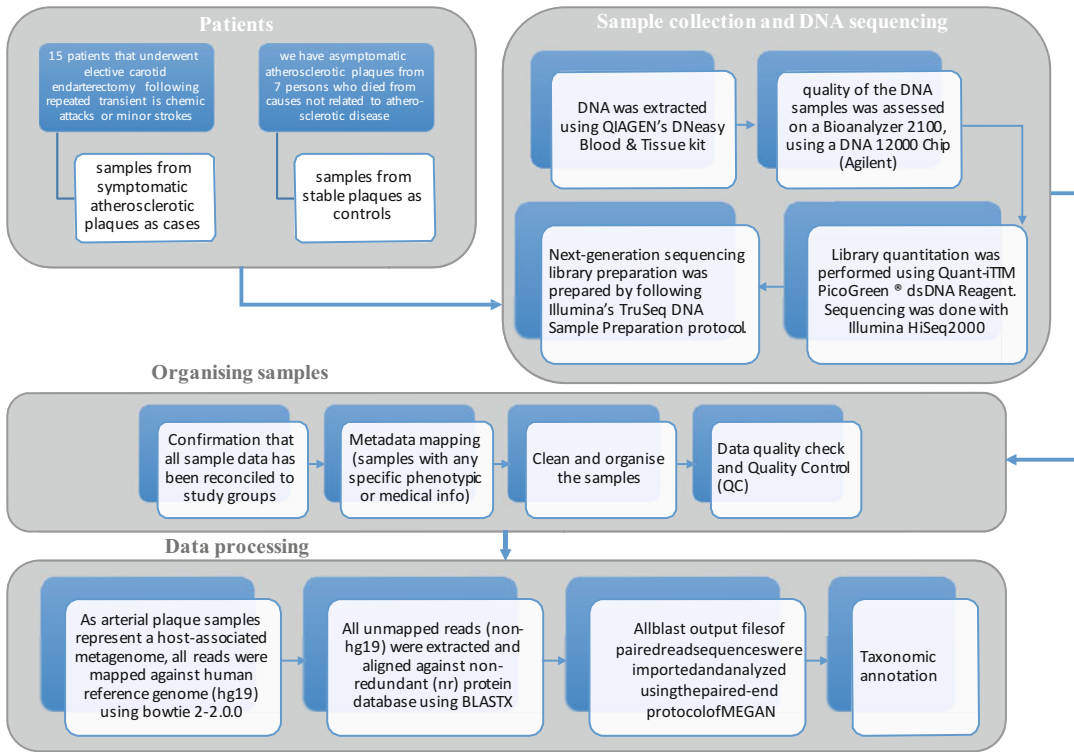 Patients
15 patients that underwent
elective carotid
endarterectomy following
repeated transient is chemic
attacks or minor strokes
we have asymptomatic
atherosclerotic plaques from
7 persons who died from
causes not related to athero-
sclerotic disease
samples from
symptomatic
atherosclerotic
plaques as cases
samples from
stable plaques as
controls
Sample collection and DNA sequencing
DNA was extracted
using QIAGEN's DNeasy
Blood & Tissue kit
quality of the DNA
samples was assessed
on a Bioanalyzer 2100,
using a DNA 12000 Chip
(Agilent)
Next-generation sequencing
library preparation was
prepared by following
Illumina's TruSeq DNA
Sample Preparation protocol.
Library quantitation was
performed using Quant-iTTM
PicoGreen ® dsDNA Reagent.
Sequencing was done with
Illumina HiSeq2000
Organising samples
Confirmation that
all sample data has
been reconciled to
study groups
Metadata mapping
(samples with any
specific phenotypic
or medical info)
Clean and organise
the samples
Data quality check
and Quality Control
(QC)
Data processing
As arterial plaque samples
represent a host-associated
metagenome, all reads were
mapped against human
reference genome (hg19)
using bowtie 2-2.0.0
All unmapped reads (non-
hg19) were extracted and
aligned against non-
redundant (nr) protein
database using BLASTX
Allblast output filesof
pairedreadsequenceswere
importedandanalyzed
usingthepaired-end
protocolofMEGAN
Taxonomic
annotation